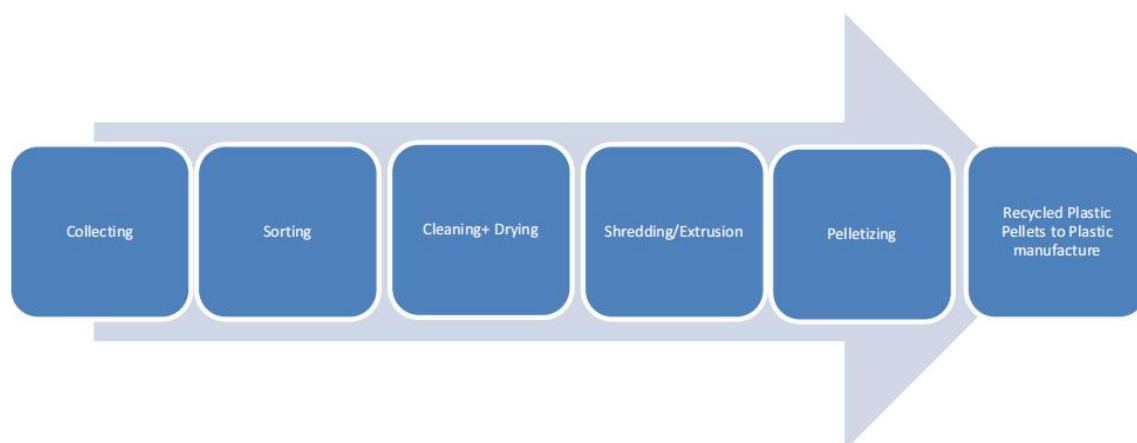 Collecting
Sorting
Cleaning+ Drying
Shredding/Extrusion
Pelletizing
Recycled Plastic
Pellets to Plastic
manufacture